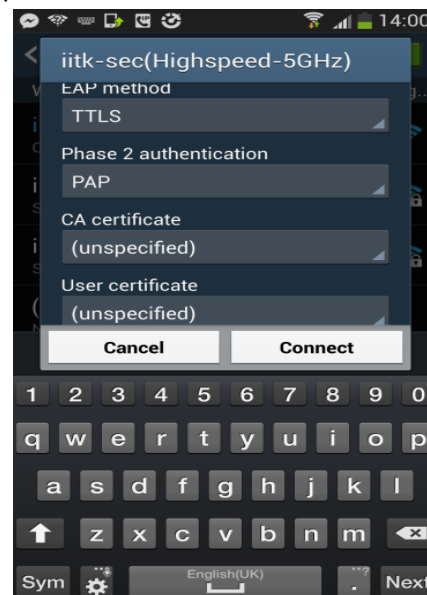 14:00
iitk-sec(Highspeed-5GHz)
EAP method
TTLS
Phase 2 authentication
PAP
CA certificate
(unspecified)
User certificate
(unspecified)
Cancel Connect
1 2 3 4 5 6 7 8 9 0
q w e r t y u i o p
a s d f g h j k l
z x c v b n m
English(UK)
Sym . Next